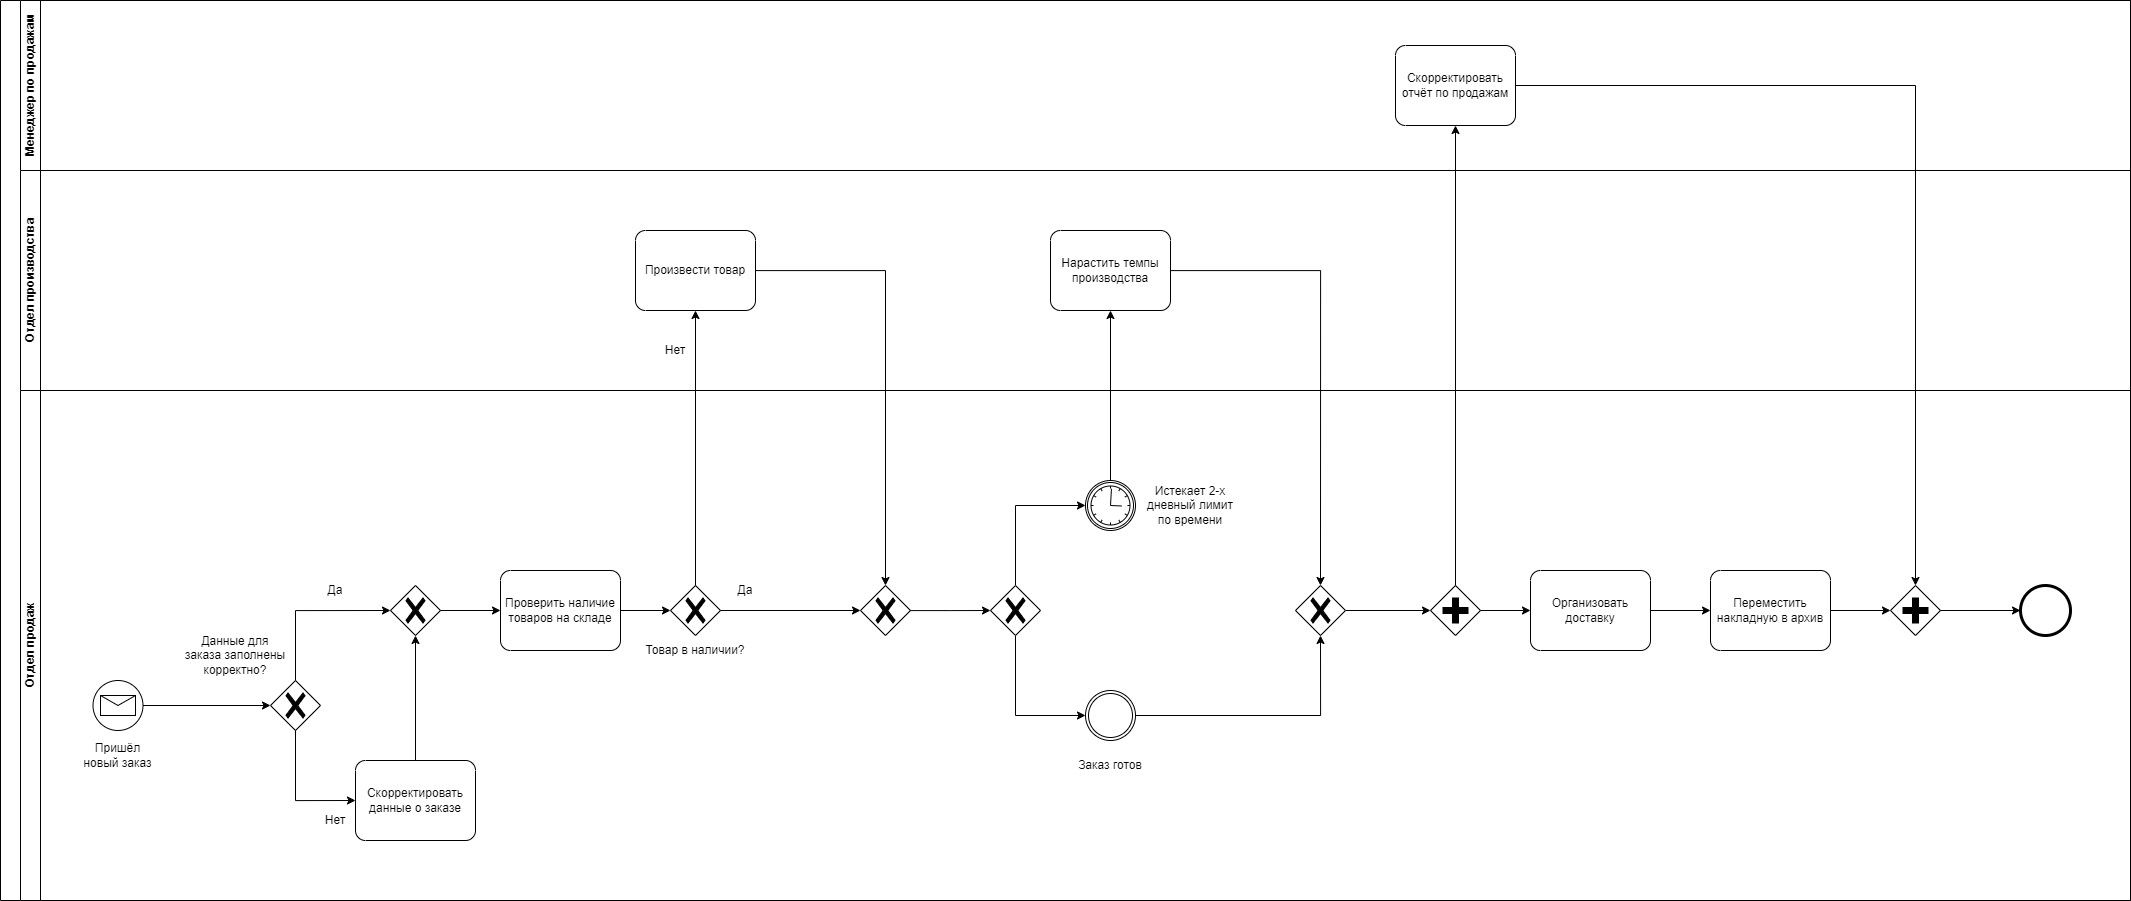 Менеджер по продажам
Скорректировать
отчёт по продажам
Отдел производства
Произвести товар
Нарастить темпы
производства
Нет
Отдел продаж
Истекает 2-х
дневный лимит
по времени
Да
Да
Проверить наличие
товаров на складе
Организовать
доставку
Переместить
накладную в архив
Данные для
заказа заполнены
корректно?
Товар в наличии?
Пришёл
новый заказ
Заказ готов
Скорректировать
данные о заказе
Нет